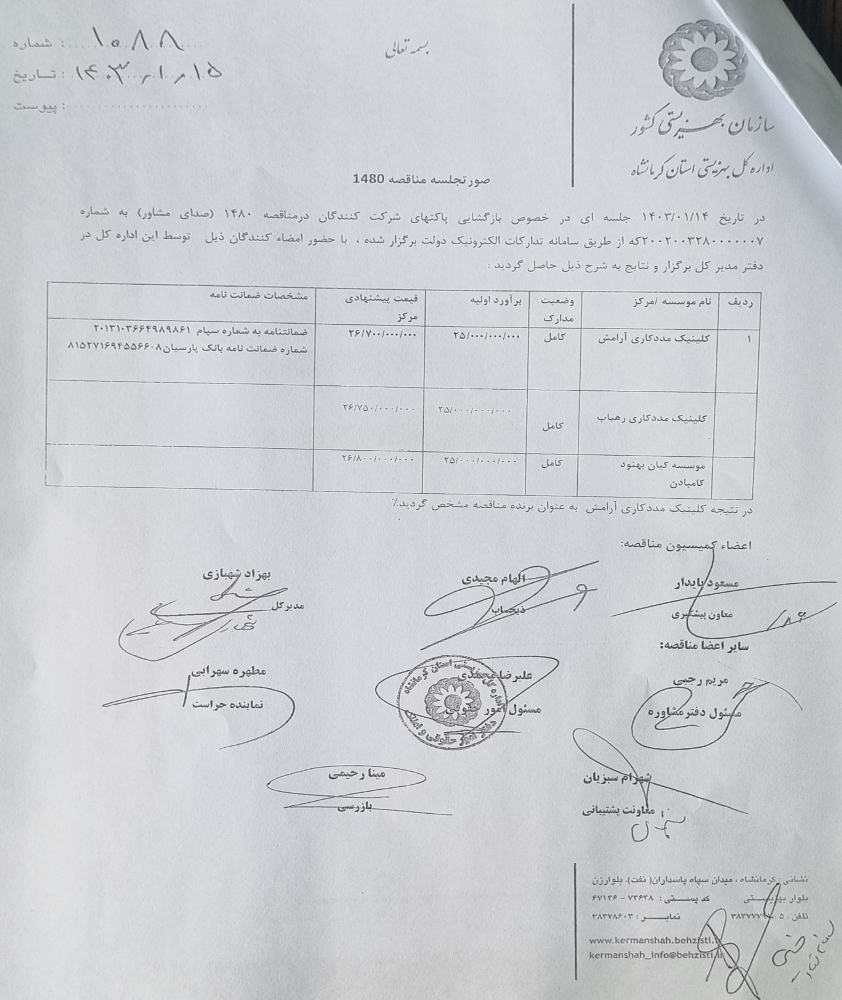 بسمه تعالی
شماره : ۱۰۸۸
تاریخ : ۱۴۰۳/۰۱/۱۵
پیوست :
سازمان بهزیستی کشور
اداره کل بهزیستی استان کرمانشاه
صورتجلسه مناقصه 1480
در تاریخ ۱۴۰۳/۰۱/۱۴ جلسه ای در خصوص بازگشایی پاکتهای شرکت کنندگان درمناقصه ۱۴۸۰ (صدای مشاور) به شماره
۲۰۰۲۰۰۳۲۸۰۰۰۰۰۰۷که از طریق سامانه تدارکات الکترونیک دولت برگزار شده ، با حضور امضاء کنندگان ذیل توسط این اداره کل در
دفتر مدیر کل برگزار و نتایج به شرح ذیل حاصل گردید :
ردیف نام موسسه /مرکز وضعیت مدارک برآورد اولیه قیمت پیشنهادی مرکز مشخصات ضمانت نامه
۱ کلینیک مددکاری آرامش کامل ۲۵/۰۰۰/۰۰۰/۰۰۰ ۲۶/۷۰۰/۰۰۰/۰۰۰ ضمانتنامه به شماره سپام ۲۰۱۳۱۰۳۶۶۴۹۸۹۸۶۱
شماره ضمانت نامه بانک پارسیان۸۱۵۲۷۱۶۹۴۵۵۶۶۰۸
کلینیک مددکاری رهیاب کامل ۲۵/۰۰۰/۰۰۰/۰۰۰ ۲۶/۷۵۰/۰۰۰/۰۰۰
موسسه کیان بهنود کامبادن کامل ۲۵/۰۰۰/۰۰۰/۰۰۰ ۲۶/۸۰۰/۰۰۰/۰۰۰
در نتیجه کلینیک مددکاری آرامش به عنوان برنده مناقصه مشخص گردید.٪
اعضاء کمیسیون مناقصه:
مسعود پایدار الهام مجیدی بهزاد شهبازی
معاون پیشگیری ذیحساب مدیرکل
سایر اعضا مناقصه:
مریم رجبی علیرضا محمدی مطهره سهرابی
مسئول دفتر مشاوره مسئول امور حقوقی نماینده حراست
اداره کل بهزیستی استان کرمانشاه
دفتر امور حقوقی و املاک
شهرام سبزیان مینا رحیمی
معاونت پشتیبانی بازرسی
نشانی : کرمانشاه ، میدان سپاه پاسداران( نفت)، بلوارزن
بلوار بهزیستی کد پستی : ۷۴۶۴۸ - ۶۷۱۴۶
تلفن : نمابر : ۳۸۳۷۸۶۰۳
www.kermanshah.behzisti.ir
kermanshah_info@behzisti.ir